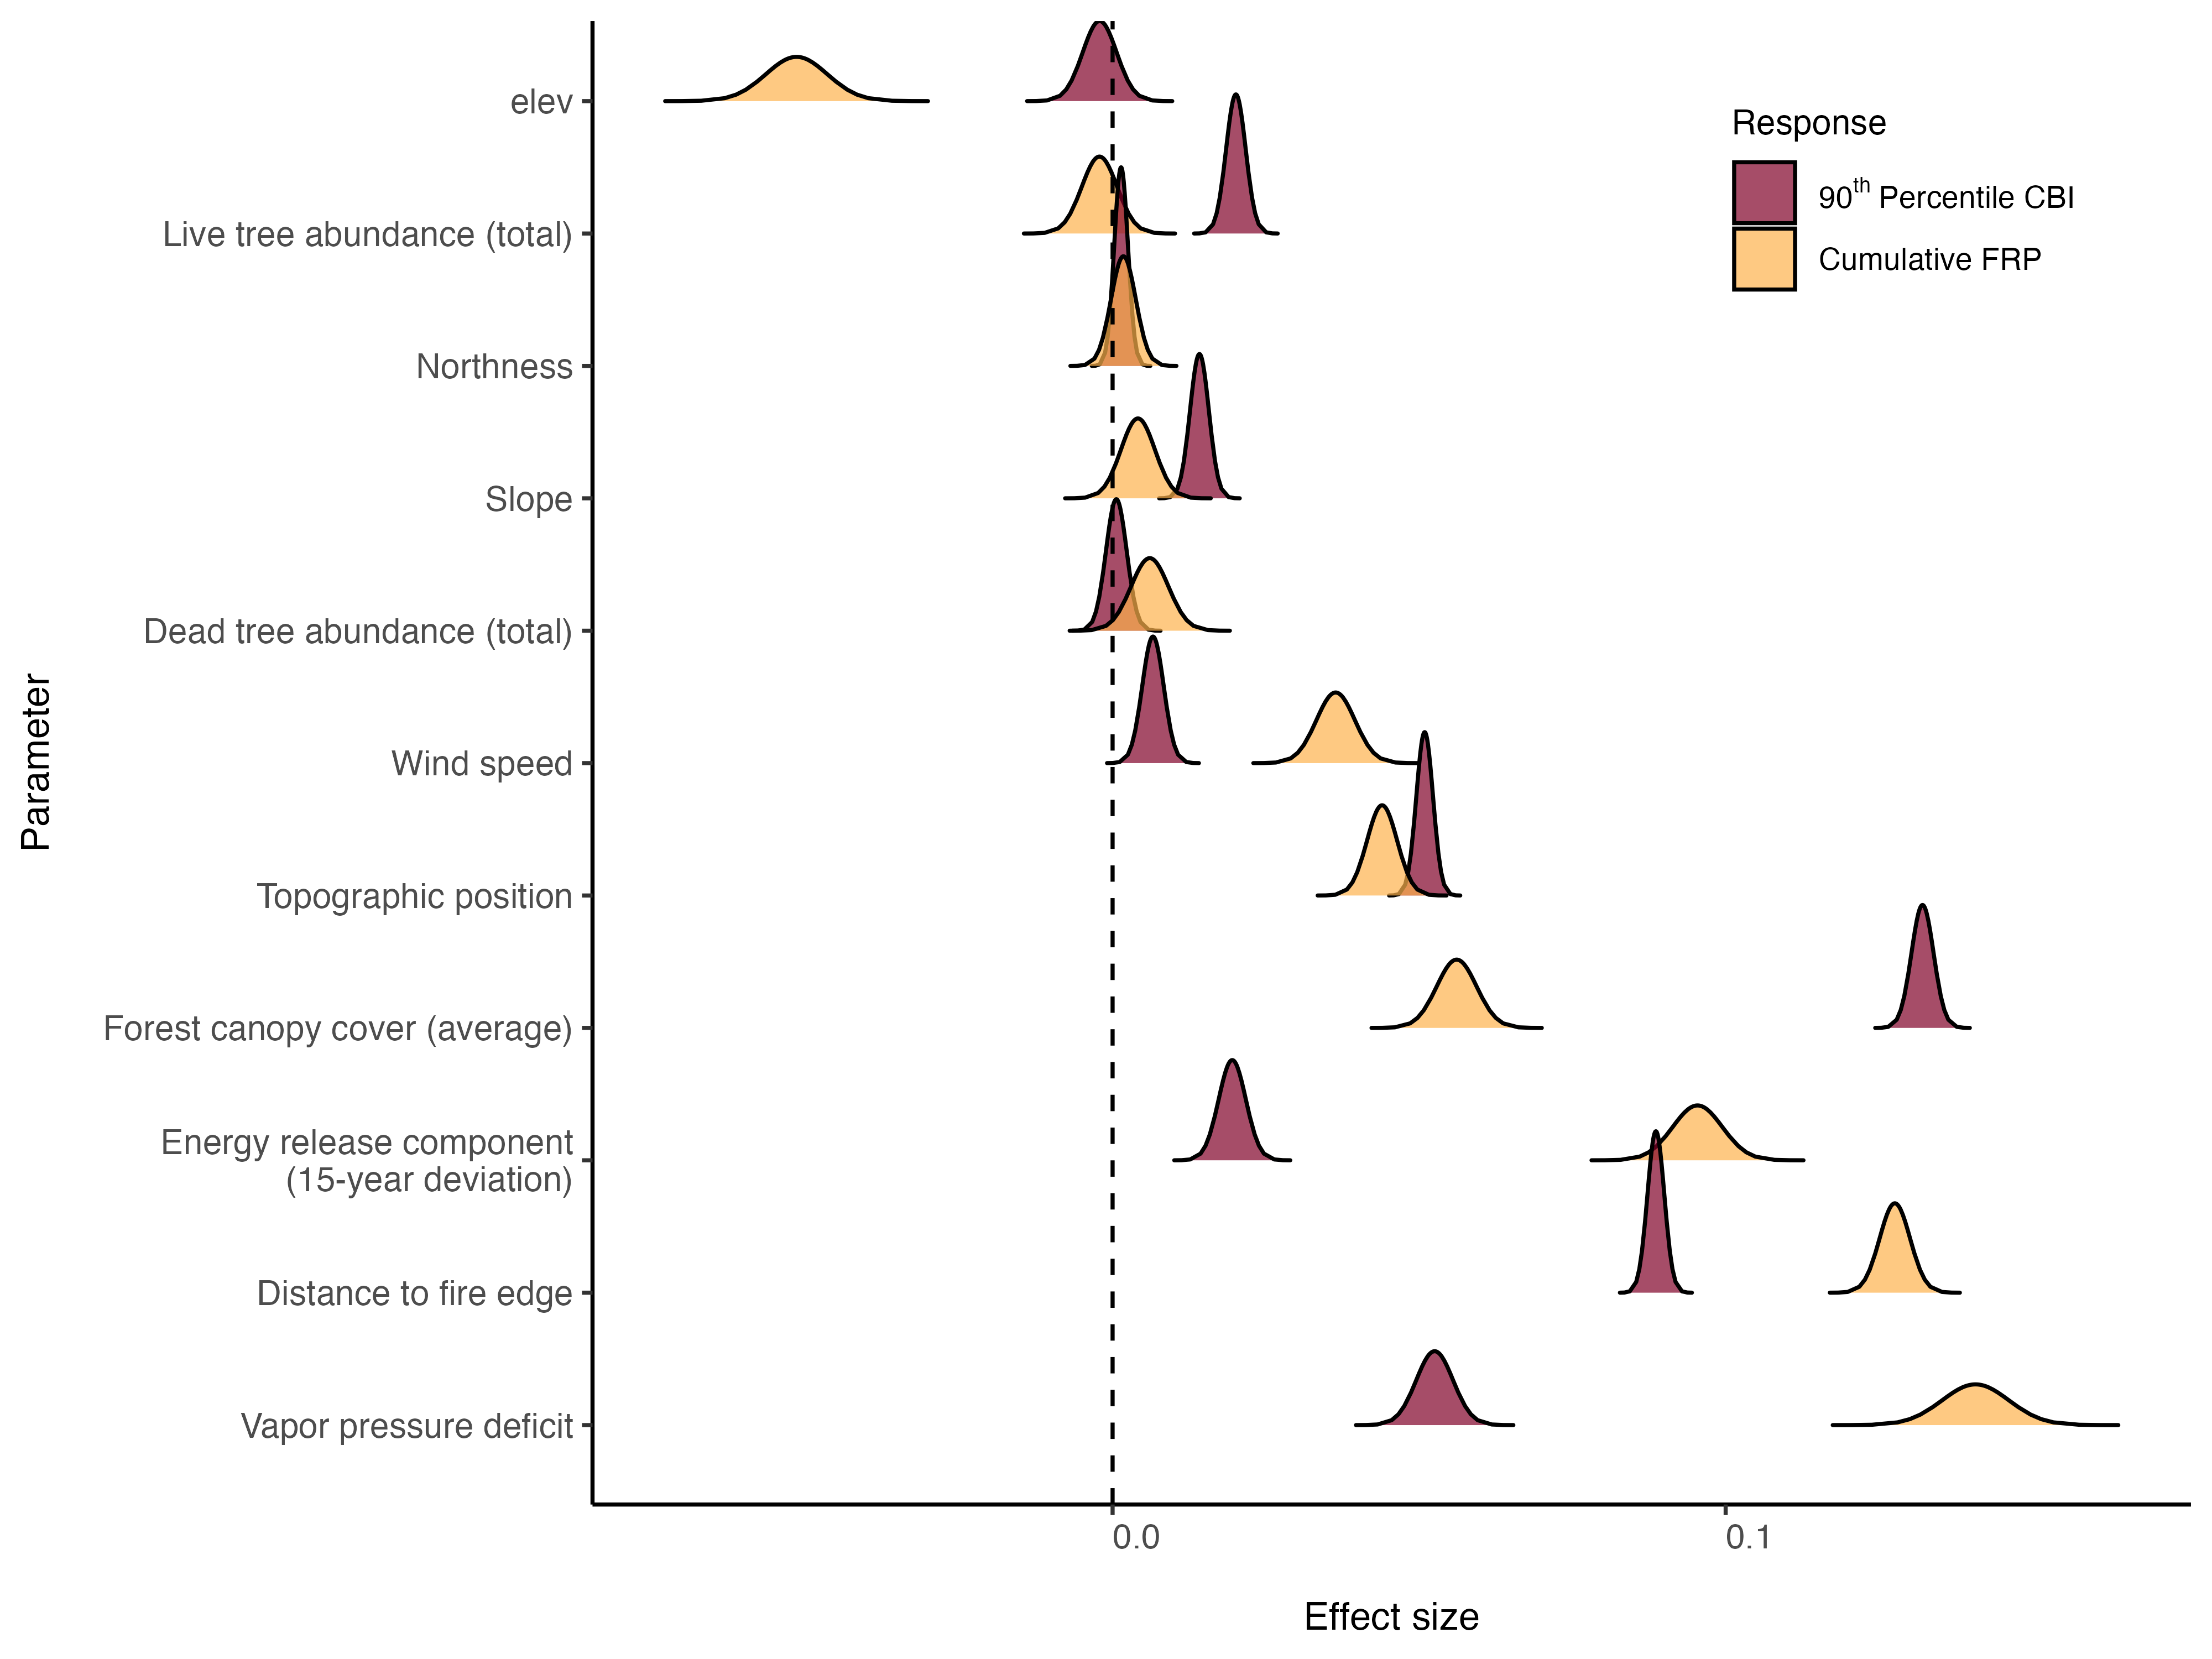 elev
Live tree abundance (total)
Northness
Slope
Dead tree abundance (total)
Wind speed
Topographic position
Forest canopy cover (average)
Energy release component
(15-year deviation)
Distance to fire edge
Vapor pressure deficit
Parameter
0.0
0.1
Effect size
Response
90th Percentile CBI
Cumulative FRP